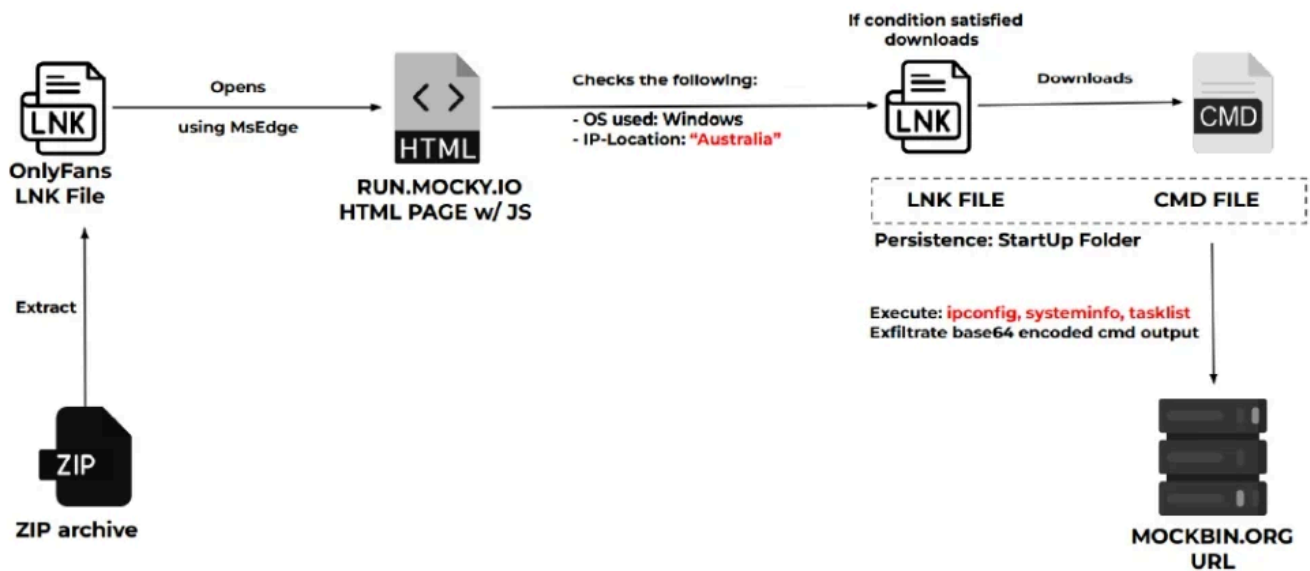 If condition satisfied
downloads
LNK
OnlyFans
LNK File
Opens
using MsEdge
< >
HTML
RUN.MOCKY.IO
HTML PAGE w/ JS
Checks the following:
- OS used: Windows
- IP-Location: “Australia”
LNK
Downloads
CMD
LNK FILE
CMD FILE
Persistence: StartUp Folder
Extract
Execute: ipconfig, systeminfo, tasklist
Exfiltrate base64 encoded cmd output
ZIP
ZIP archive
MOCKBIN.ORG
URL